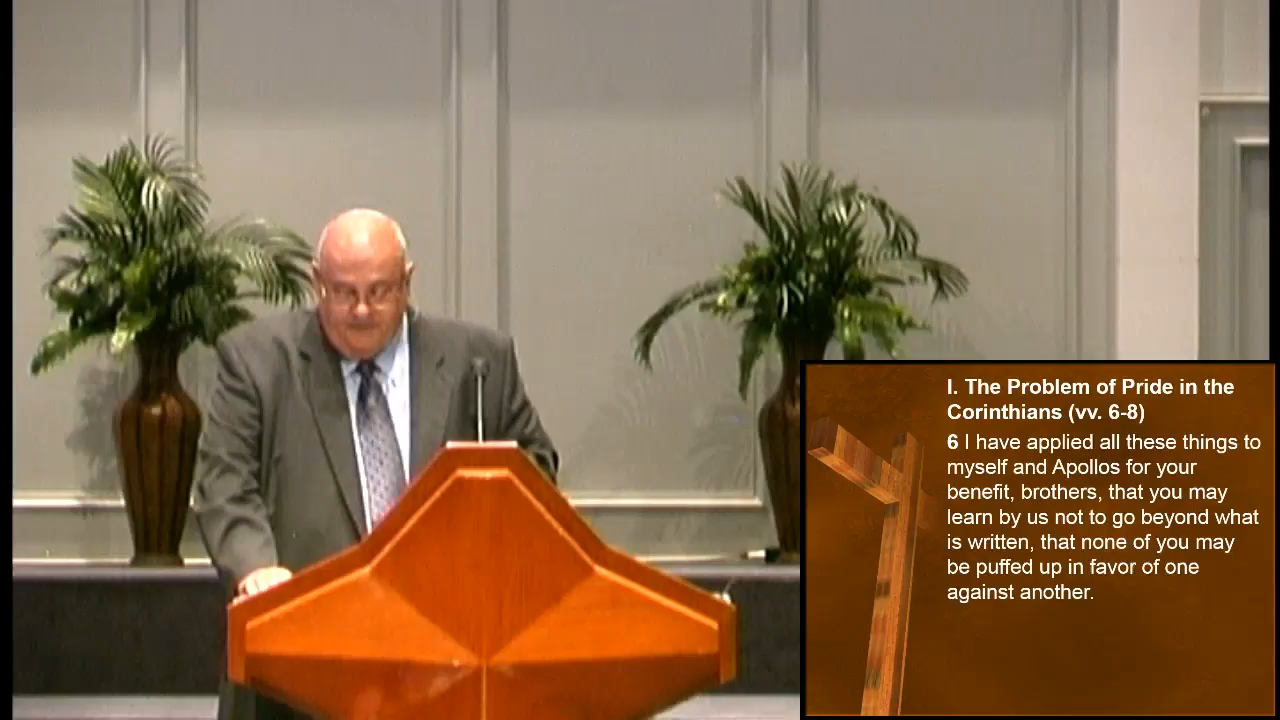 I. The Problem of Pride in the
Corinthians (vv. 6-8)
6 I have applied all these things to
myself and Apollos for your
benefit, brothers, that you may
learn by us not to go beyond what
is written, that none of you may
be puffed up in favor of one
against another.